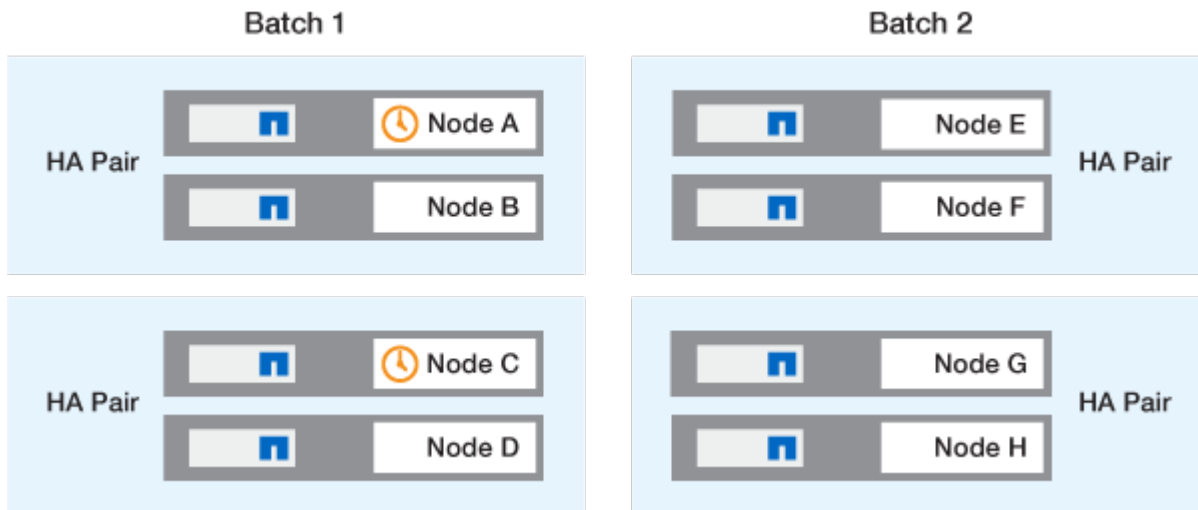 Batch 1
HA Pair
Node A
Node B
HA Pair
Node C
Node D
Batch 2
Node E
Node F
HA Pair
Node G
Node H
HA Pair